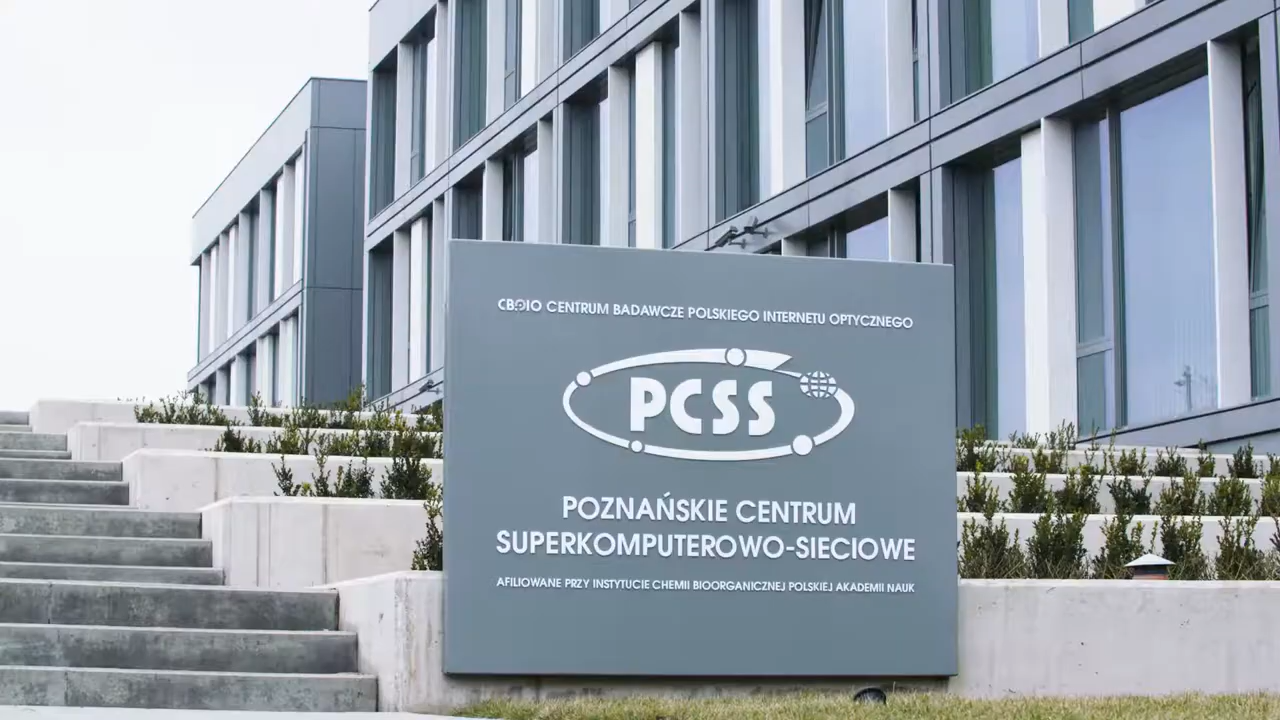 CBPIO CENTRUM BADAWCZE POLSKIEGO INTERNETU OPTYCZNEGO
PCSS
POZNAŃSKIE CENTRUM
SUPERKOMPUTEROWO-SIECIOWE
AFILIOWANE PRZY INSTYTUCIE CHEMII BIOORGANICZNEJ POLSKIEJ AKADEMII NAUK